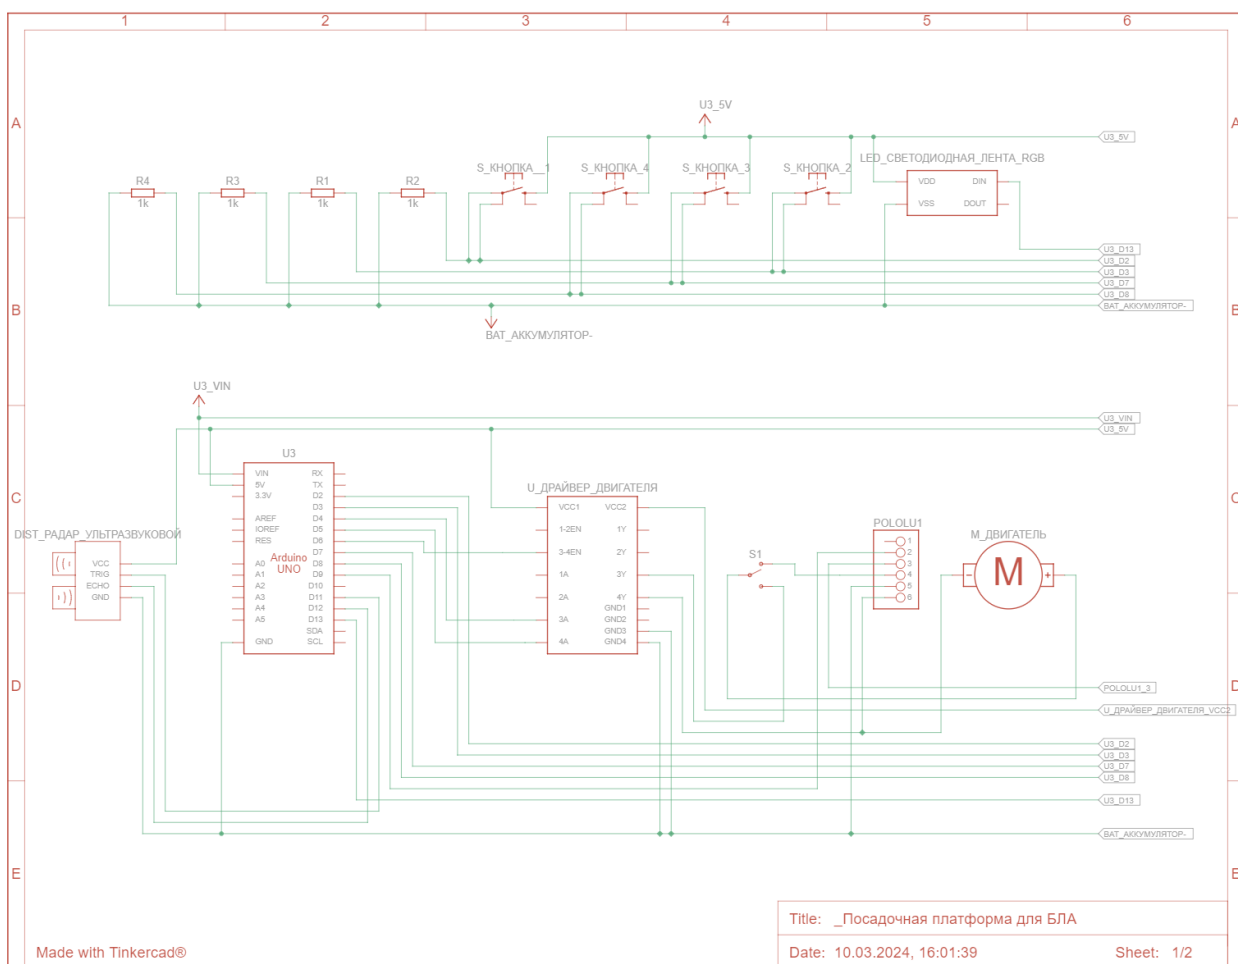 1 2 3 4 5 6
A A
U3_5V
U3_5V
R4 R3 R1 R2 S_КНОПКА__1 S_КНОПКА_4 S_КНОПКА_3 S_КНОПКА_2 LED_СВЕТОДИОДНАЯ_ЛЕНТА_RGB
1k 1k 1k 1k
VDD DIN
VSS DOUT
U3_D13
U3_D2
U3_D3
U3_D7
U3_D8
B BAT_АККУМУЛЯТОР- B
BAT_АККУМУЛЯТОР-
U3_VIN
U3_VIN
U3_5V
U3
VIN RX
5V TX
3.3V D2
D3
AREF D4
IOREF D5
RES D6
D7
A0 D8
A1 D9
A2 D10
A3 D11
A4 D12
A5 D13
SDA
GND SCL
Arduino
UNO
U_ДРАЙВЕР_ДВИГАТЕЛЯ
VCC1 VCC2
1-2EN 1Y
3-4EN 2Y
1A 3Y
2A 4Y
GND1
GND2
3A GND3
4A GND4
C C
DIST_РАДАР_УЛЬТРАЗВУКОВОЙ
VCC
TRIG
ECHO
GND
S1
POLOLU1
1
2
3
4
5
6
М_ДВИГАТЕЛЬ
- M +
D D
POLOLU1_3
U_ДРАЙВЕР_ДВИГАТЕЛЯ_VCC2
U3_D2
U3_D3
U3_D7
U3_D8
U3_D13
BAT_АККУМУЛЯТОР-
E E
Title: _Посадочная платформа для БЛА
Made with Tinkercad®
Date: 10.03.2024, 16:01:39 Sheet: 1/2